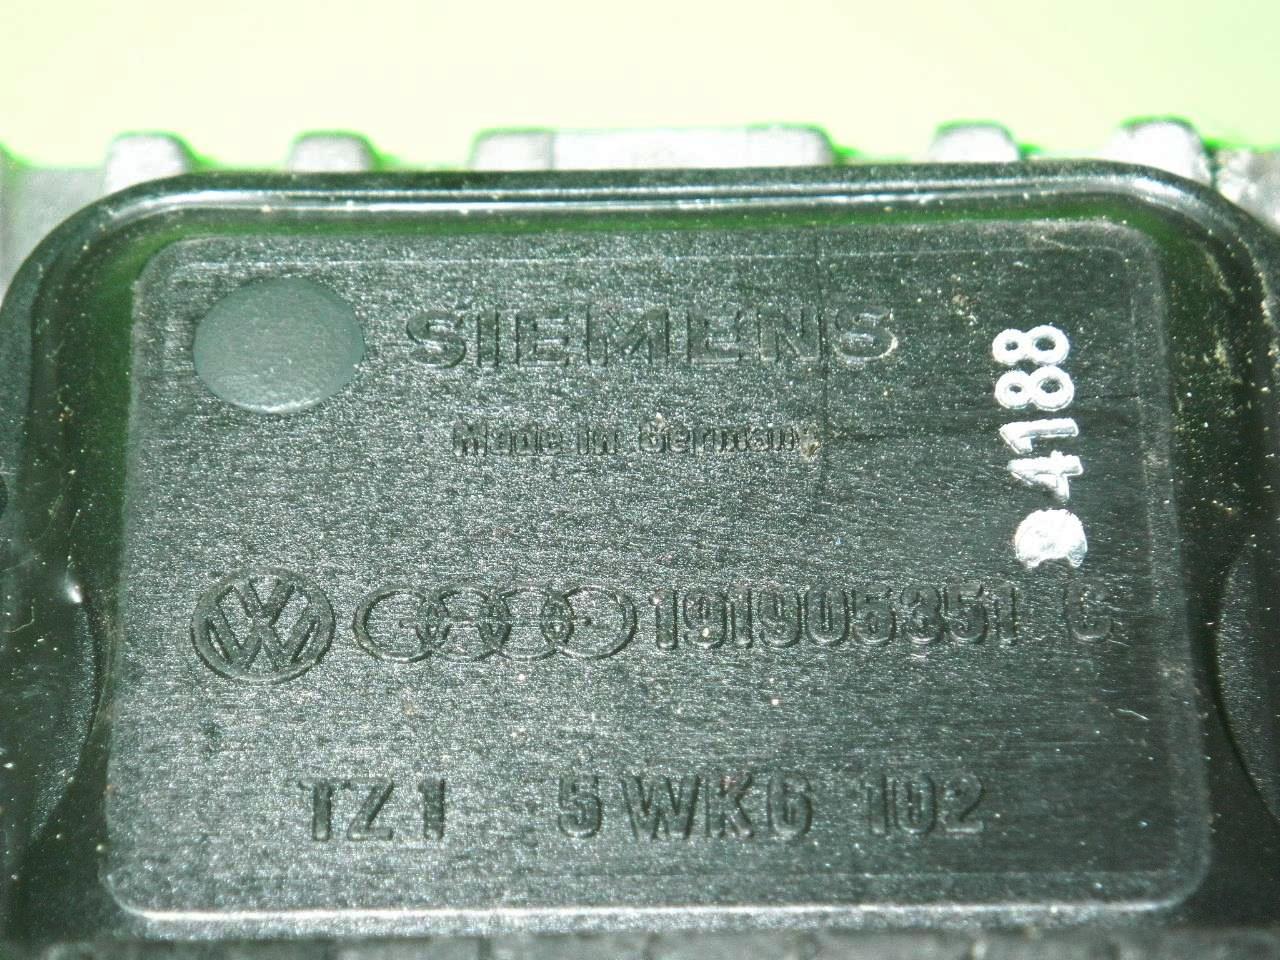 SIEMENS
Made in Germany
4188
191905351 C
TZ1 5WK6 102